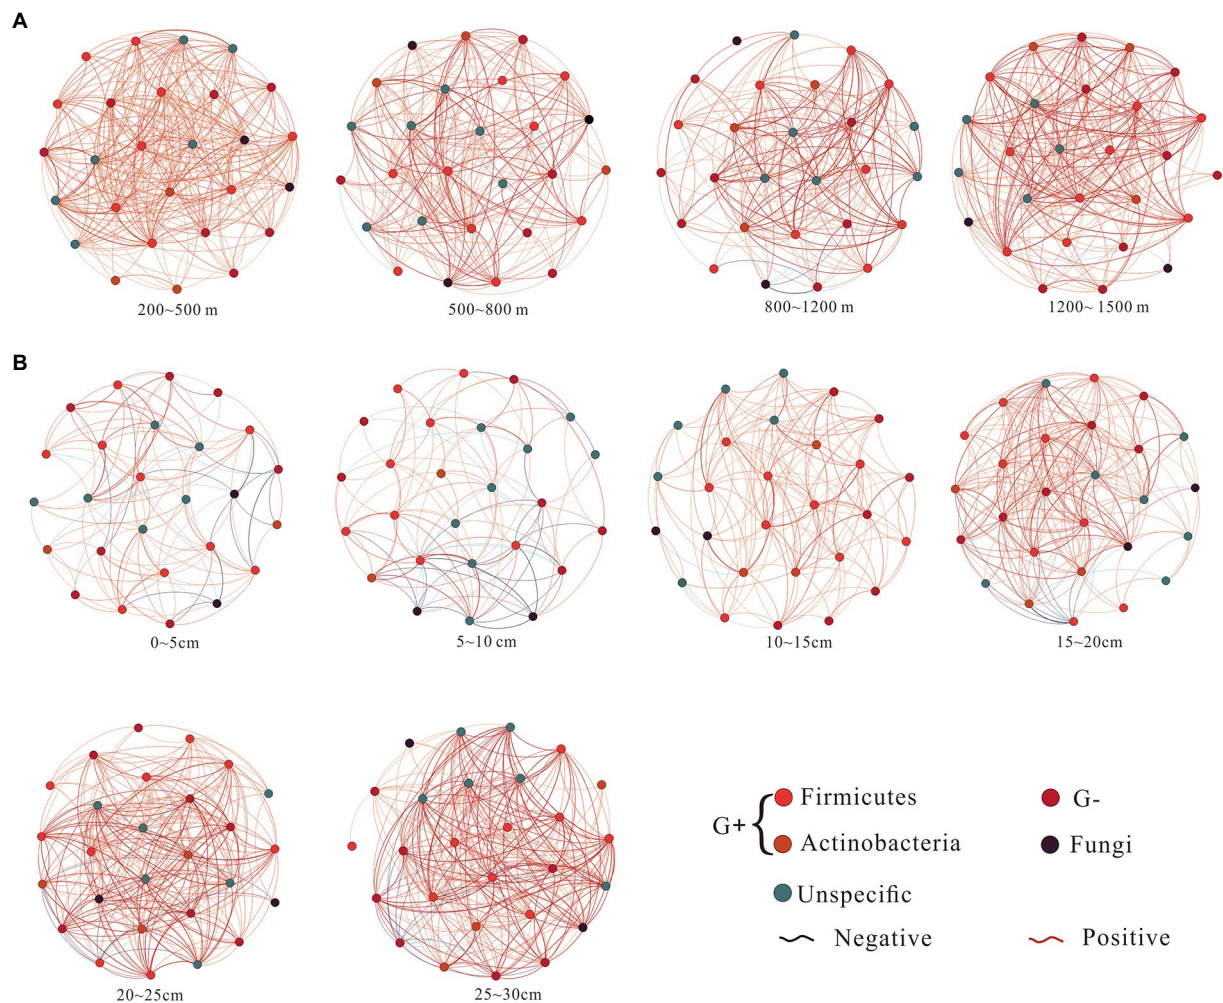 A
200~500 m
500~800 m
800~1200 m
1200~ 1500 m
B
0~5cm
5~10 cm
10~15cm
15~20cm
20~25cm
25~30cm
G+
Firmicutes
Actinobacteria
Unspecific
Negative
G-
Fungi
Positive